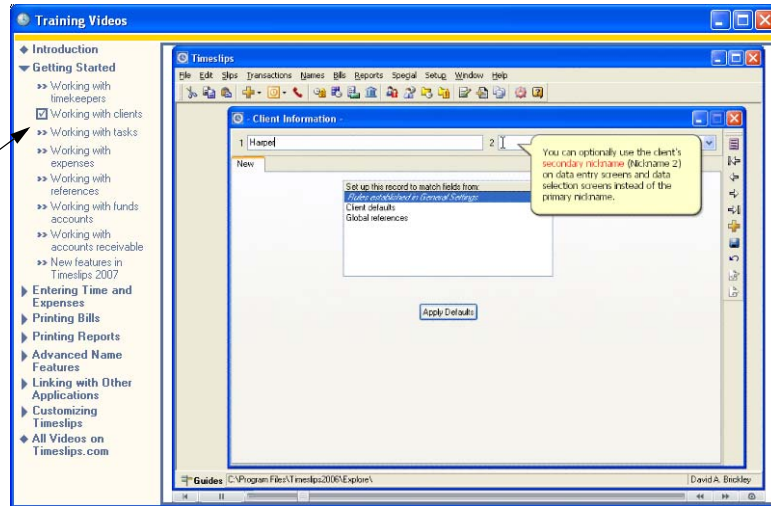 Training Videos
Introduction
Getting Started
Working with
timekeepers
Working with clients
Working with tasks
Working with
expenses
Working with
references
Working with funds
accounts
Working with
accounts receivable
New features in
Timeslips 2007
Entering Time and
Expenses
Printing Bills
Printing Reports
Advanced Name
Features
Linking with Other
Applications
Customizing
Timeslips
All Videos on
Timeslips.com
Timeslips
File Edit Slips Transactions Names Bills Reports Special Setup Window Help
- Client Information -
1 Harper 2
New
You can optionally use the client's
secondary nickname (Nickname 2)
on data entry screens and data
selection screens instead of the
primary nickname.
Set up this record to match fields from:
Rules established in General Settings
Client defaults
Global references
Apply Defaults
Guides C:\Program Files\Timeslips2006\Explore\ David A. Brickley